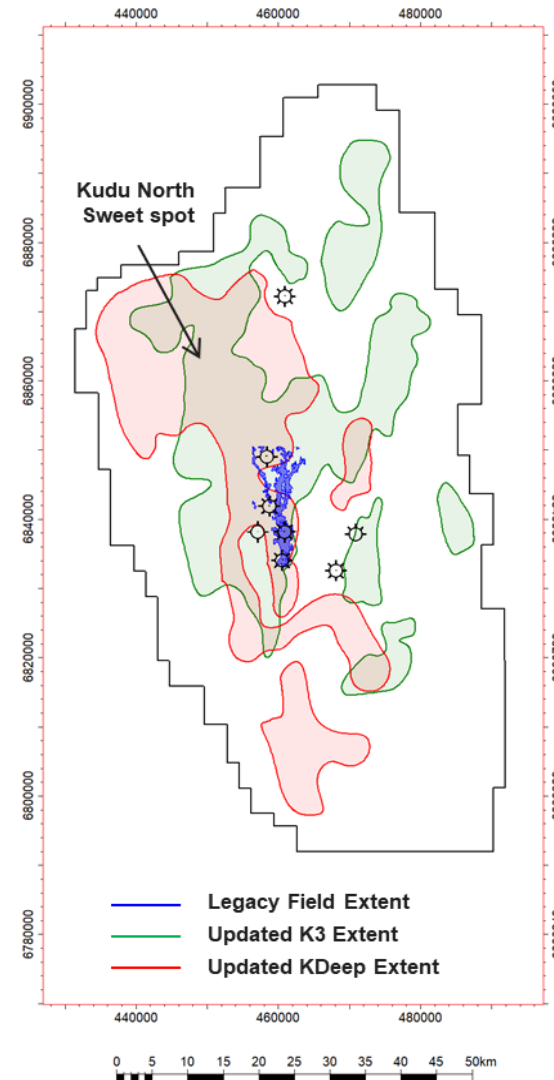 440000 460000 480000
6900000
Kudu North
Sweet spot
6880000
6860000
6840000
6820000
6800000
Legacy Field Extent
Updated K3 Extent
Updated KDeep Extent
6780000
440000 460000 480000
0 5 10 15 20 25 30 35 40 45 50km